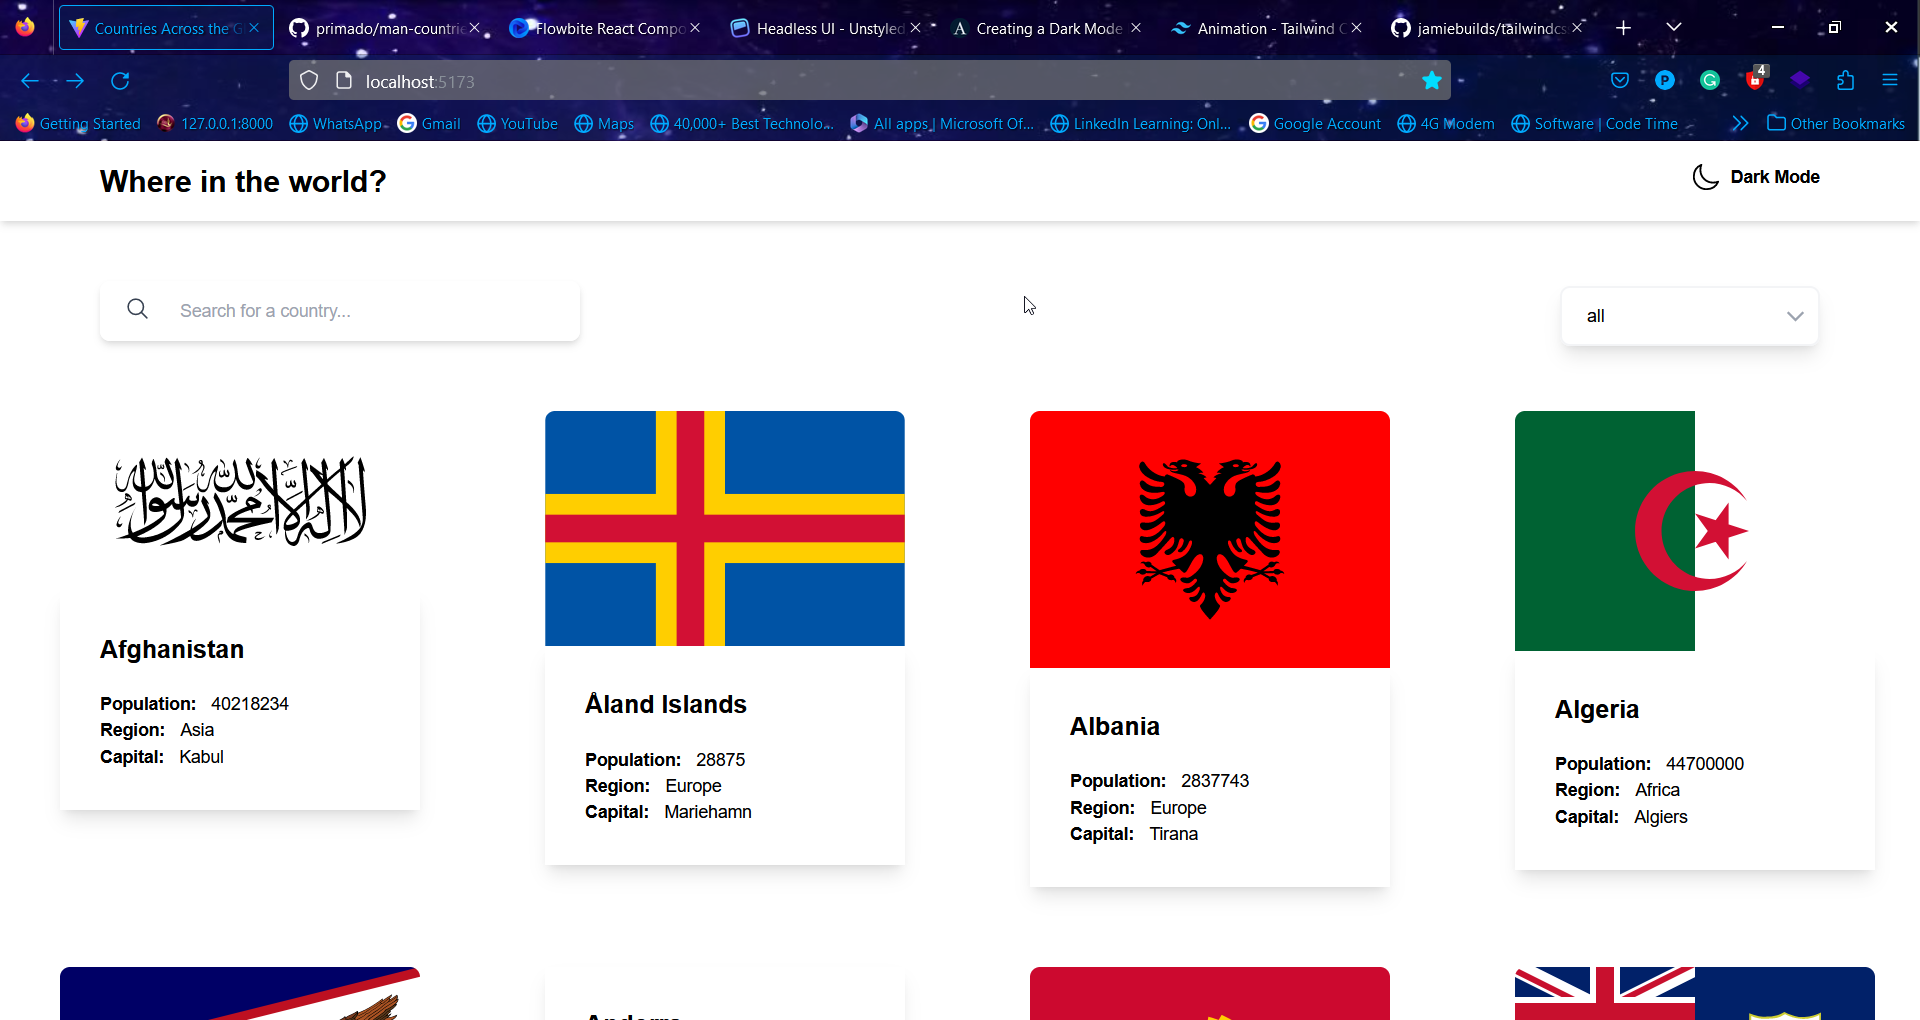 Countries Across the G
primado/man-countrie
Flowbite React Compo
Headless UI - Unstyled
Creating a Dark Mode
Animation - Tailwind C
jamiebuilds/tailwindcs
localhost:5173
4
Getting Started
127.0.0.1:8000
WhatsApp
Gmail
YouTube
Maps
40,000+ Best Technolo...
All apps | Microsoft Of...
LinkedIn Learning: Onl...
Google Account
4G Modem
Software | Code Time
Other Bookmarks
Where in the world?
Dark Mode
Search for a country...
all
لا إله إلا الله محمد رسول الله
Afghanistan
Population: 40218234
Region: Asia
Capital: Kabul
Åland Islands
Population: 28875
Region: Europe
Capital: Mariehamn
Albania
Population: 2837743
Region: Europe
Capital: Tirana
Algeria
Population: 44700000
Region: Africa
Capital: Algiers